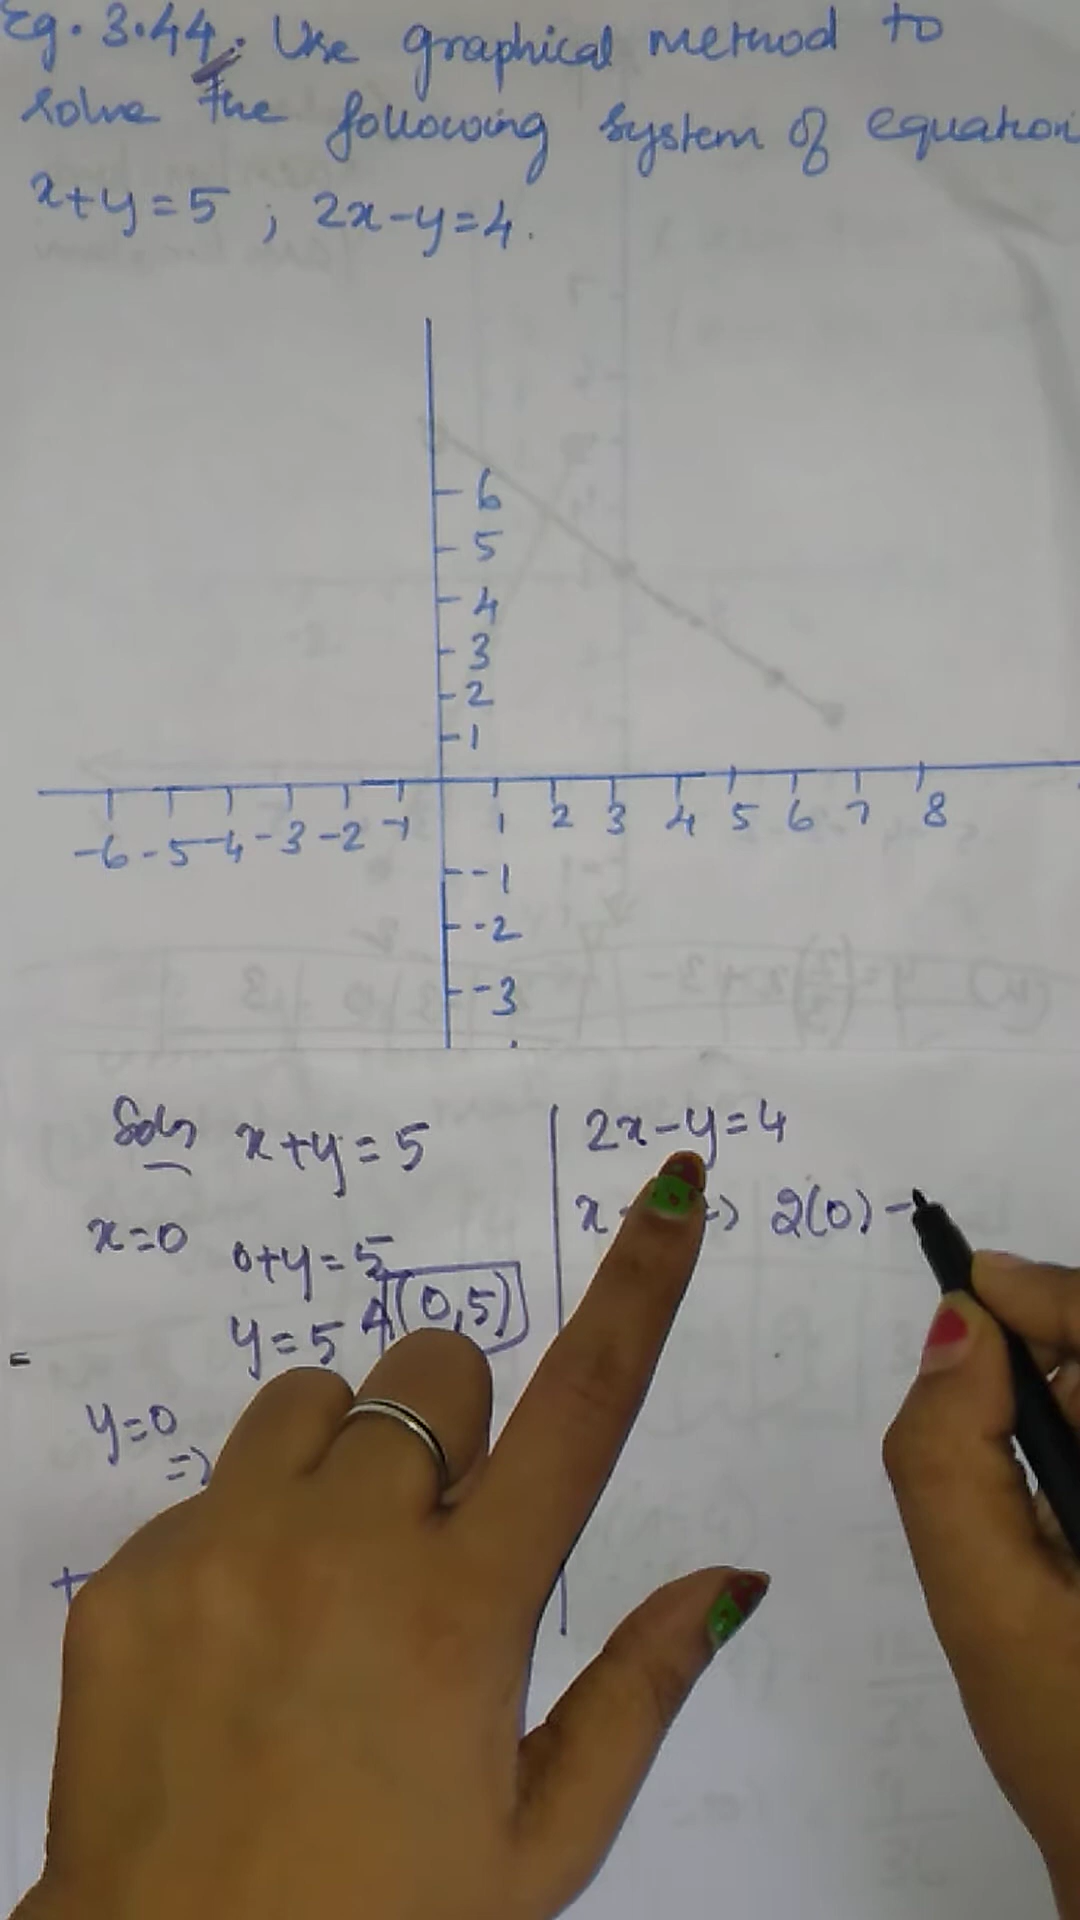 Eg. 3.44. Use graphical method to
solve the following system of equation
x+y=5 ; 2x-y=4.
6
5
4
3
2
1
-6 -5 -4 -3 -2 -1 1 2 3 4 5 6 7 8
-1
-2
-3
Soln x+y=5
x=0 0+y=5
y=5 A(0,5)
y=0
=>
2x-y=4
x => 2(0)-
=